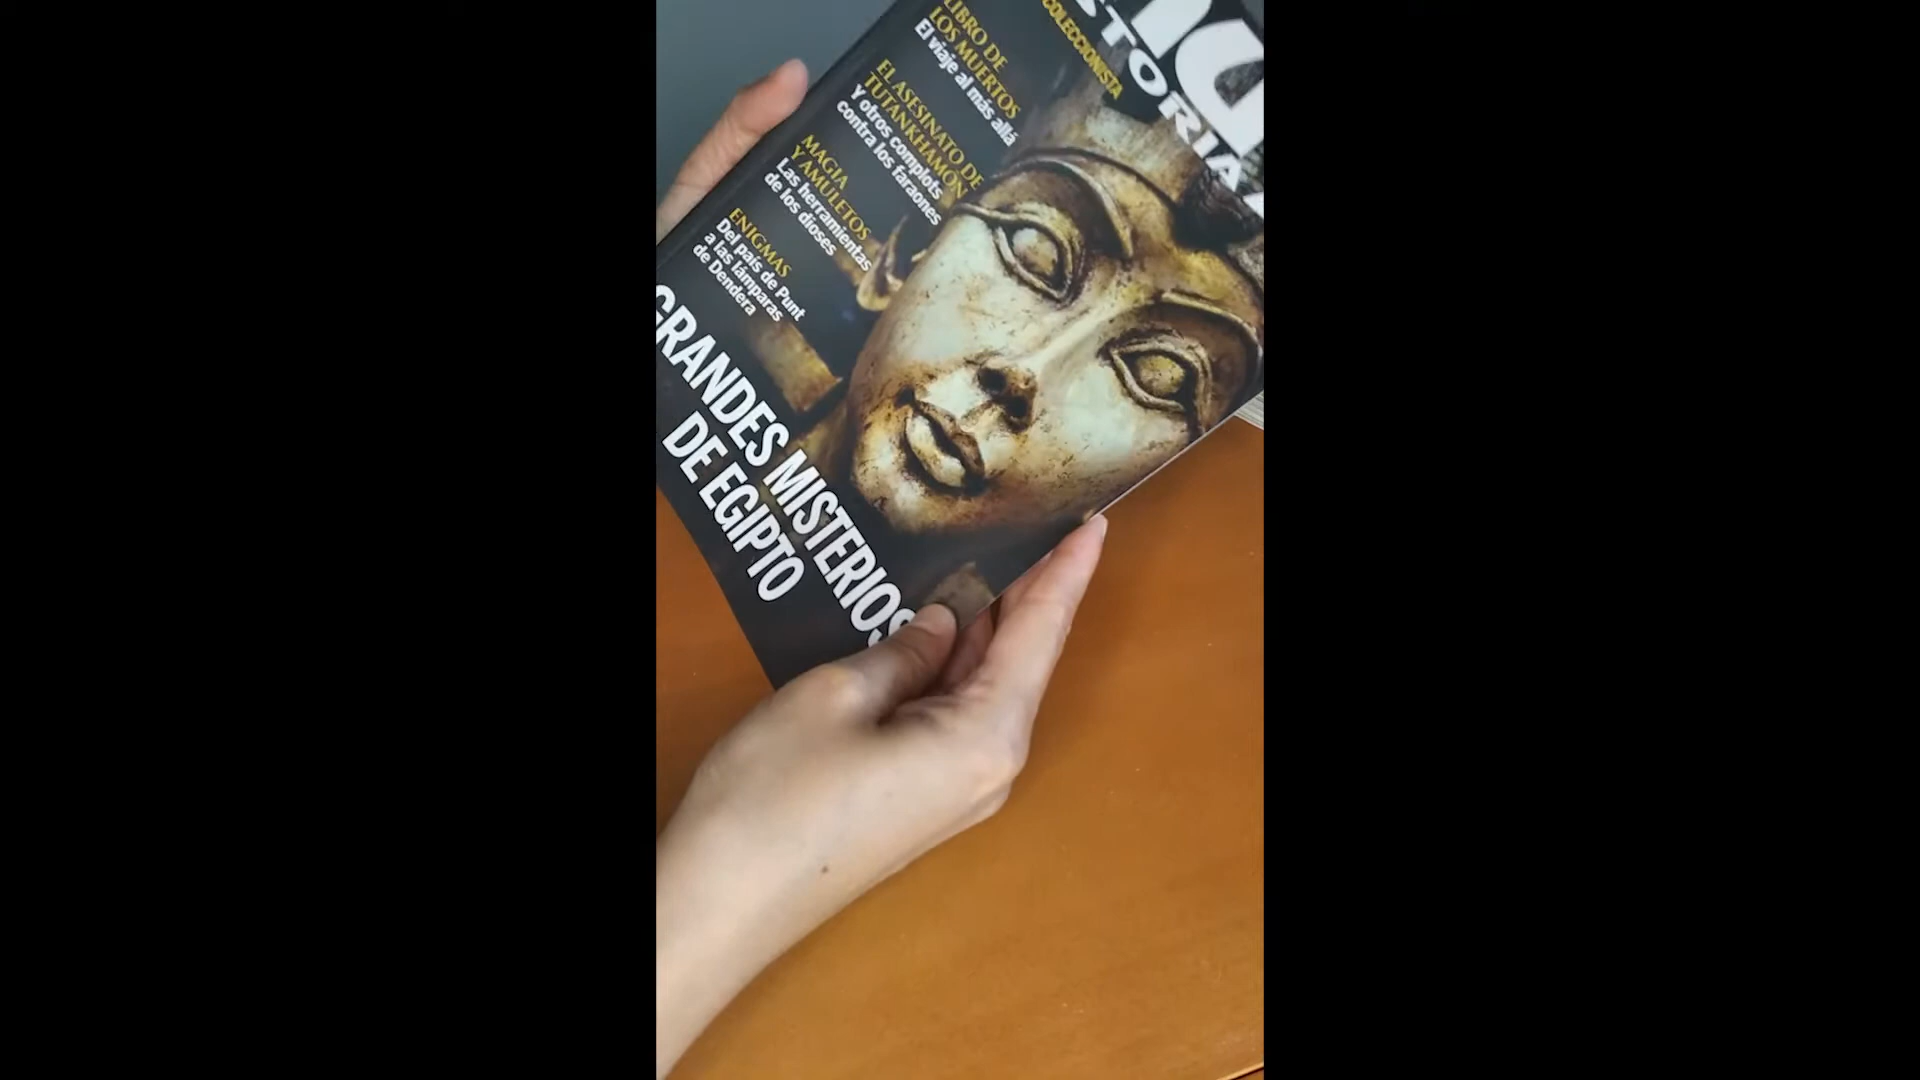 COLECCIONISTA
LIBRO DE
LOS MUERTOS
El viaje al más allá
EL ASESINATO DE
TUTANKHAMÓN
Y otros complots
contra los faraones
MAGIA
Y AMULETOS
Las herramientas
de los dioses
ENIGMAS
Del país de Punt
a las lámparas
de Dendera
GRANDES MISTERIOS
DE EGIPTO